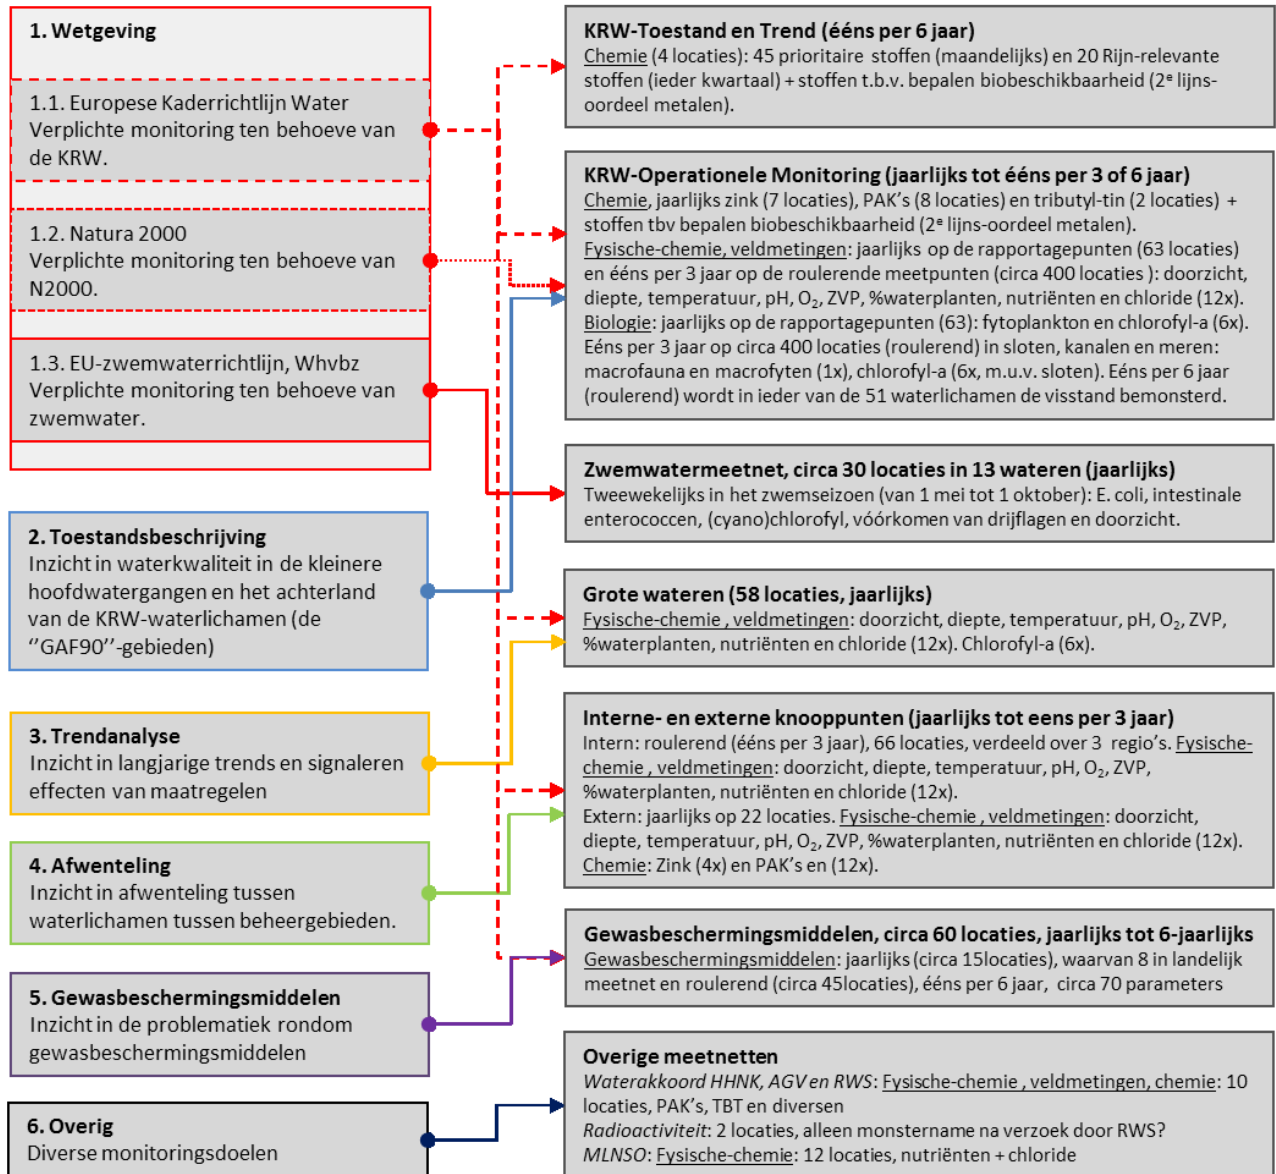 1. Wetgeving
1.1. Europese Kaderrichtlijn Water
Verplichte monitoring ten behoeve van
de KRW.
1.2. Natura 2000
Verplichte monitoring ten behoeve van
N2000.
1.3. EU-zwemwaterrichtlijn, Whvbz
Verplichte monitoring ten behoeve van
zwemwater.
2. Toestandsbeschrijving
Inzicht in waterkwaliteit in de kleinere
hoofdwatergangen en het achterland
van de KRW-waterlichamen (de
‘’GAF90’’-gebieden)
3. Trendanalyse
Inzicht in langjarige trends en signaleren
effecten van maatregelen
4. Afwenteling
Inzicht in afwenteling tussen
waterlichamen tussen beheergebieden.
5. Gewasbeschermingsmiddelen
Inzicht in de problematiek rondom
gewasbeschermingsmiddelen
6. Overig
Diverse monitoringsdoelen
KRW-Toestand en Trend (ééns per 6 jaar)
Chemie (4 locaties): 45 prioritaire stoffen (maandelijks) en 20 Rijn-relevante
stoffen (ieder kwartaal) + stoffen t.b.v. bepalen biobeschikbaarheid (2e lijns-
oordeel metalen).
KRW-Operationele Monitoring (jaarlijks tot ééns per 3 of 6 jaar)
Chemie, jaarlijks zink (7 locaties), PAK’s (8 locaties) en tributyl-tin (2 locaties) +
stoffen tbv bepalen biobeschikbaarheid (2e lijns-oordeel metalen).
Fysische-chemie, veldmetingen: jaarlijks op de rapportagepunten (63 locaties)
en ééns per 3 jaar op de roulerende meetpunten (circa 400 locaties ): doorzicht,
diepte, temperatuur, pH, O2, ZVP, %waterplanten, nutriënten en chloride (12x).
Biologie: jaarlijks op de rapportagepunten (63): fytoplankton en chlorofyl-a (6x).
Eéns per 3 jaar op circa 400 locaties (roulerend) in sloten, kanalen en meren:
macrofauna en macrofyten (1x), chlorofyl-a (6x, m.u.v. sloten). Eéns per 6 jaar
(roulerend) wordt in ieder van de 51 waterlichamen de visstand bemonsterd.
Zwemwatermeetnet, circa 30 locaties in 13 wateren (jaarlijks)
Tweewekelijks in het zwemseizoen (van 1 mei tot 1 oktober): E. coli, intestinale
enterococcen, (cyano)chlorofyl, vóórkomen van drijflagen en doorzicht.
Grote wateren (58 locaties, jaarlijks)
Fysische-chemie , veldmetingen: doorzicht, diepte, temperatuur, pH, O2, ZVP,
%waterplanten, nutriënten en chloride (12x). Chlorofyl-a (6x).
Interne- en externe knooppunten (jaarlijks tot eens per 3 jaar)
Intern: roulerend (ééns per 3 jaar), 66 locaties, verdeeld over 3 regio’s. Fysische-
chemie , veldmetingen: doorzicht, diepte, temperatuur, pH, O2, ZVP,
%waterplanten, nutriënten en chloride (12x).
Extern: jaarlijks op 22 locaties. Fysische-chemie , veldmetingen: doorzicht,
diepte, temperatuur, pH, O2, ZVP, %waterplanten, nutriënten en chloride (12x).
Chemie: Zink (4x) en PAK’s en (12x).
Gewasbeschermingsmiddelen, circa 60 locaties, jaarlijks tot 6-jaarlijks
Gewasbeschermingsmiddelen: jaarlijks (circa 15locaties), waarvan 8 in landelijk
meetnet en roulerend (circa 45locaties), ééns per 6 jaar, circa 70 parameters
Overige meetnetten
Waterakkoord HHNK, AGV en RWS: Fysische-chemie , veldmetingen, chemie: 10
locaties, PAK’s, TBT en diversen
Radioactiviteit: 2 locaties, alleen monstername na verzoek door RWS?
MLNSO: Fysische-chemie: 12 locaties, nutriënten + chloride